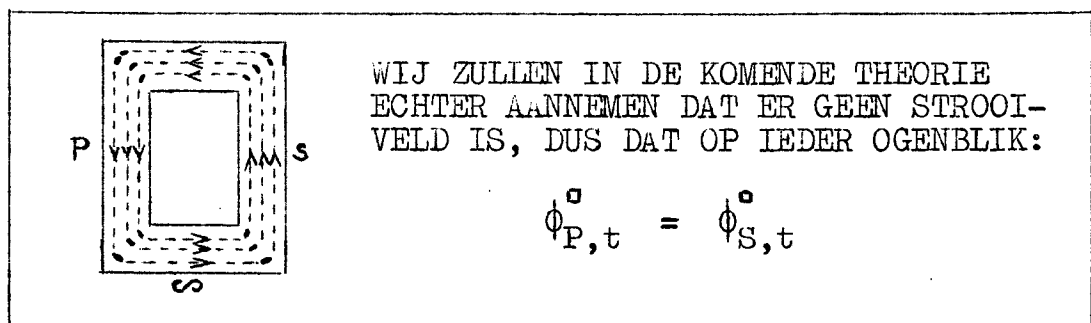 WIJ ZULLEN IN DE KOMENDE THEORIE
ECHTER AANNEMEN DAT ER GEEN STROOI-
VELD IS, DUS DAT OP IEDER OGENBLIK:
P
s
ϕ°P,t = ϕ°S,t
S